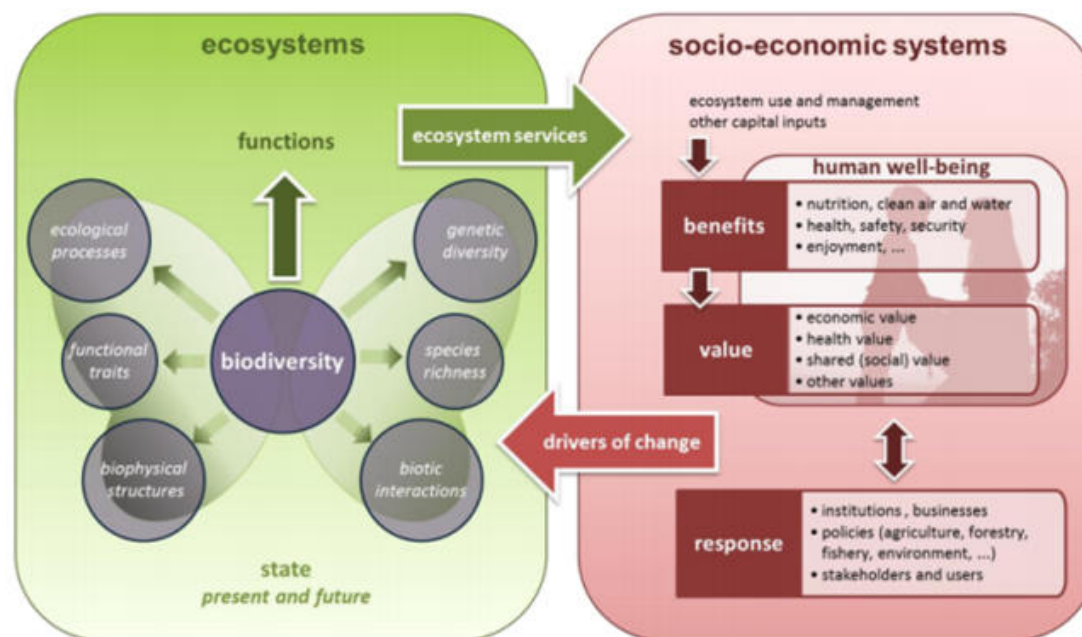 ecosystems
functions
ecological
processes
genetic
diversity
functional
traits
biodiversity
species
richness
biophysical
structures
biotic
interactions
state
present and future
ecosystem services
drivers of change
socio-economic systems
ecosystem use and management
other capital inputs
human well-being
benefits
• nutrition, clean air and water
• health, safety, security
• enjoyment, ...
value
• economic value
• health value
• shared (social) value
• other values
response
• institutions , businesses
• policies (agriculture, forestry,
fishery, environment, ...)
• stakeholders and users